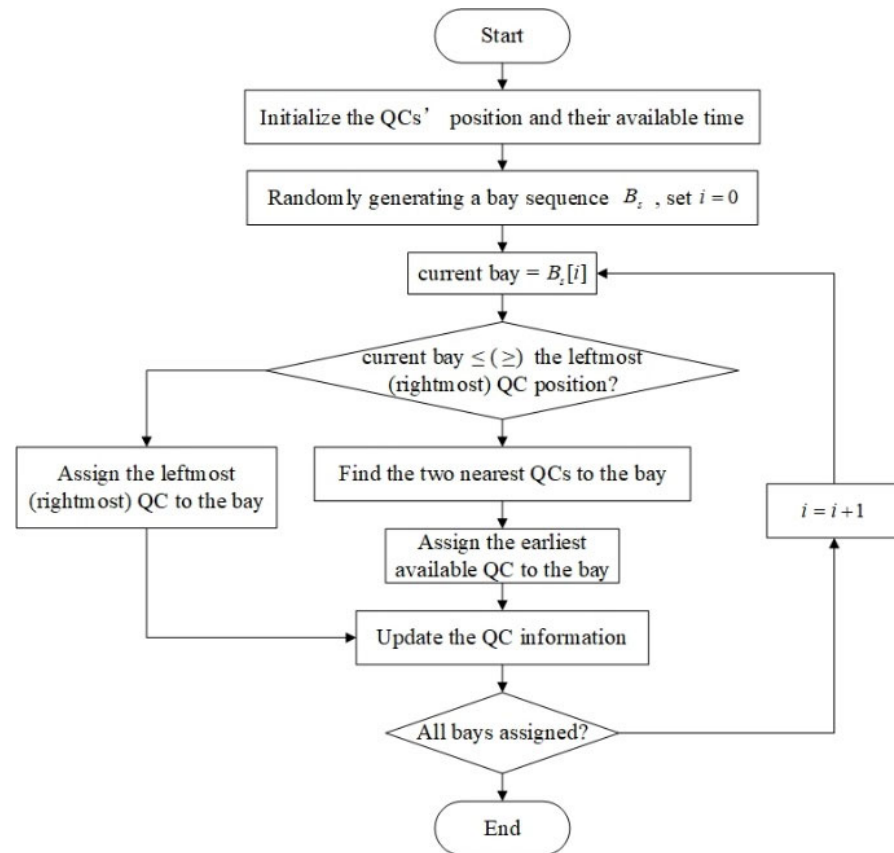 Start
Initialize the QCs’ position and their available time
Randomly generating a bay sequence Bₛ , set i = 0
current bay = Bₛ[i]
current bay ≤ (≥) the leftmost
(rightmost) QC position?
Assign the leftmost
(rightmost) QC to the bay
Find the two nearest QCs to the bay
i = i+1
Assign the earliest
available QC to the bay
Update the QC information
All bays assigned?
End